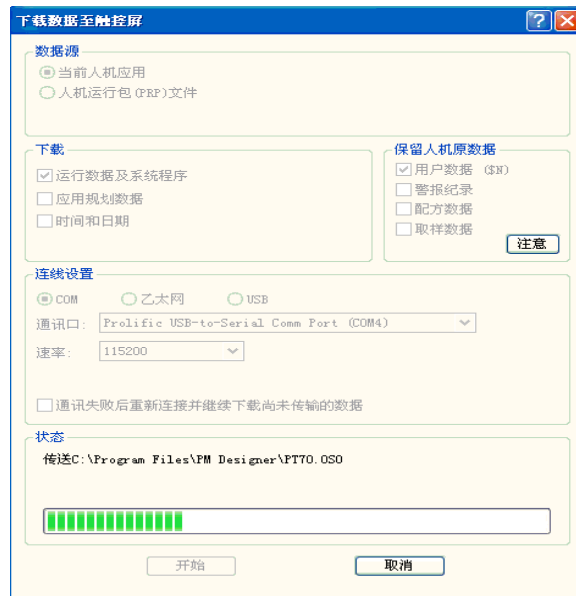 下载数据至触控屏
数据源
当前人机应用
人机运行包(PRP)文件
下载
运行数据及系统程序
应用规划数据
时间和日期
保留人机原数据
用户数据 ($N)
警报纪录
配方数据
取样数据
注意
连线设置
COM 乙太网 USB
通讯口: Prolific USB-to-Serial Comm Port (COM4)
速率: 115200
通讯失败后重新连接并继续下载尚未传输的数据
状态
传送C:\Program Files\PM Designer\PT70.OSO
开始 取消